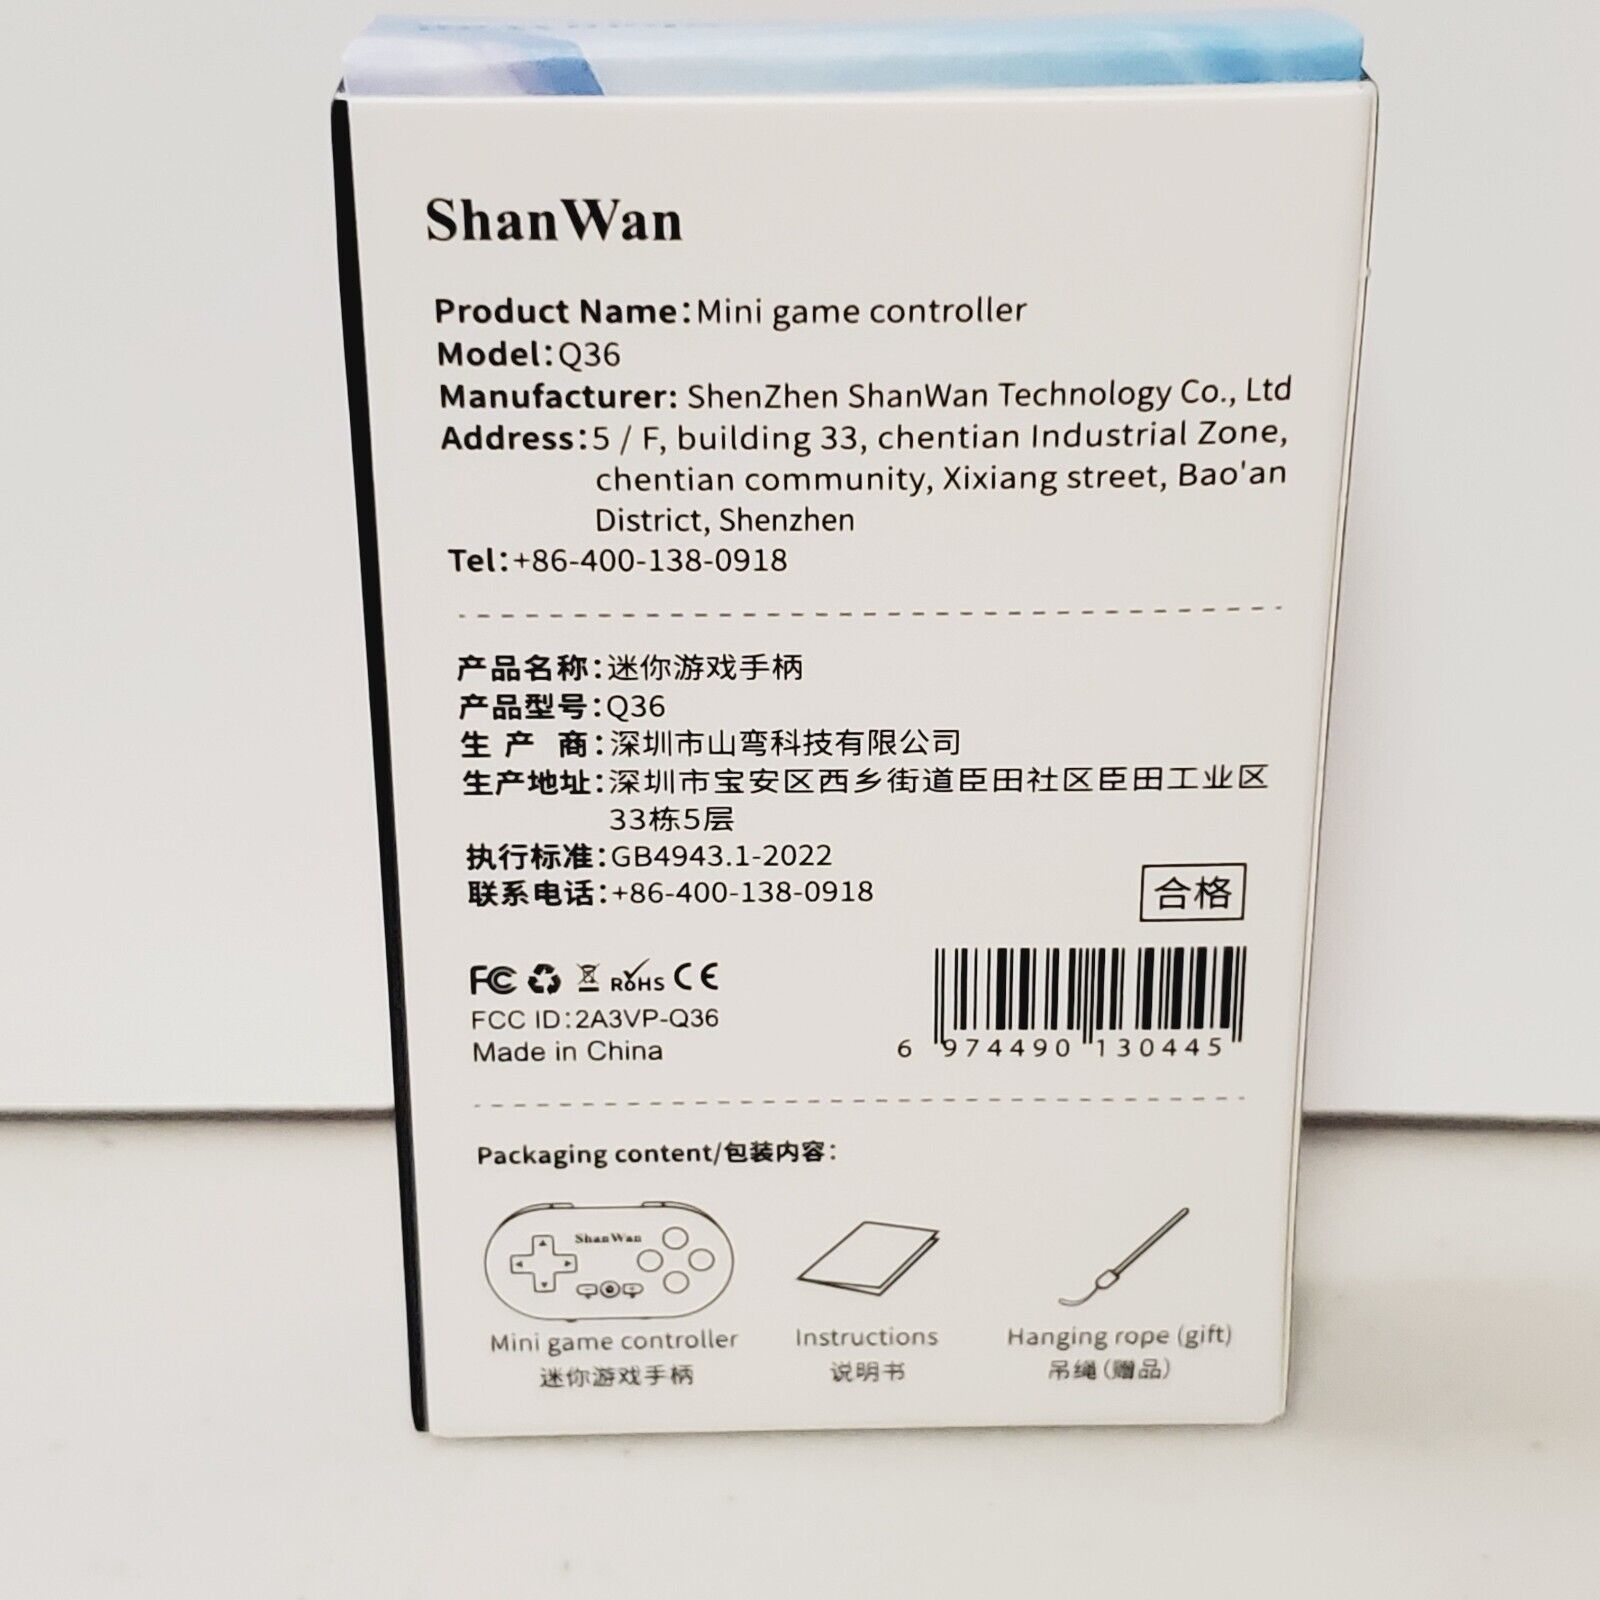 ShanWan
Product Name:Mini game controller
Model:Q36
Manufacturer: ShenZhen ShanWan Technology Co., Ltd
Address:5 / F, building 33, chentian Industrial Zone,
chentian community, Xixiang street, Bao'an
District, Shenzhen
Tel:+86-400-138-0918
产品名称:迷你游戏手柄
产品型号:Q36
生 产 商:深圳市山弯科技有限公司
生产地址:深圳市宝安区西乡街道臣田社区臣田工业区
33栋5层
执行标准:GB4943.1-2022
联系电话:+86-400-138-0918
合格
FC RoHS CE
FCC ID:2A3VP-Q36
Made in China
6 974490 130445
Packaging content/包装内容:
ShanWan
Mini game controller
迷你游戏手柄
Instructions
说明书
Hanging rope (gift)
吊绳(赠品)